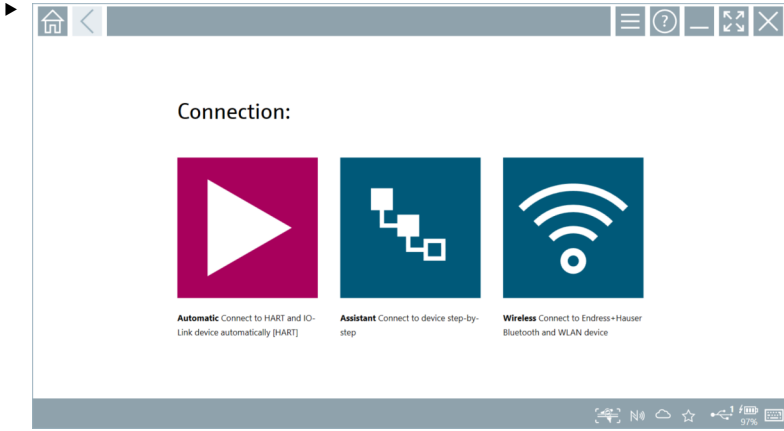 Connection:
Automatic Connect to HART and IO-
Link device automatically [HART]
Assistant Connect to device step-by-
step
Wireless Connect to Endress+Hauser
Bluetooth and WLAN device
1
97%